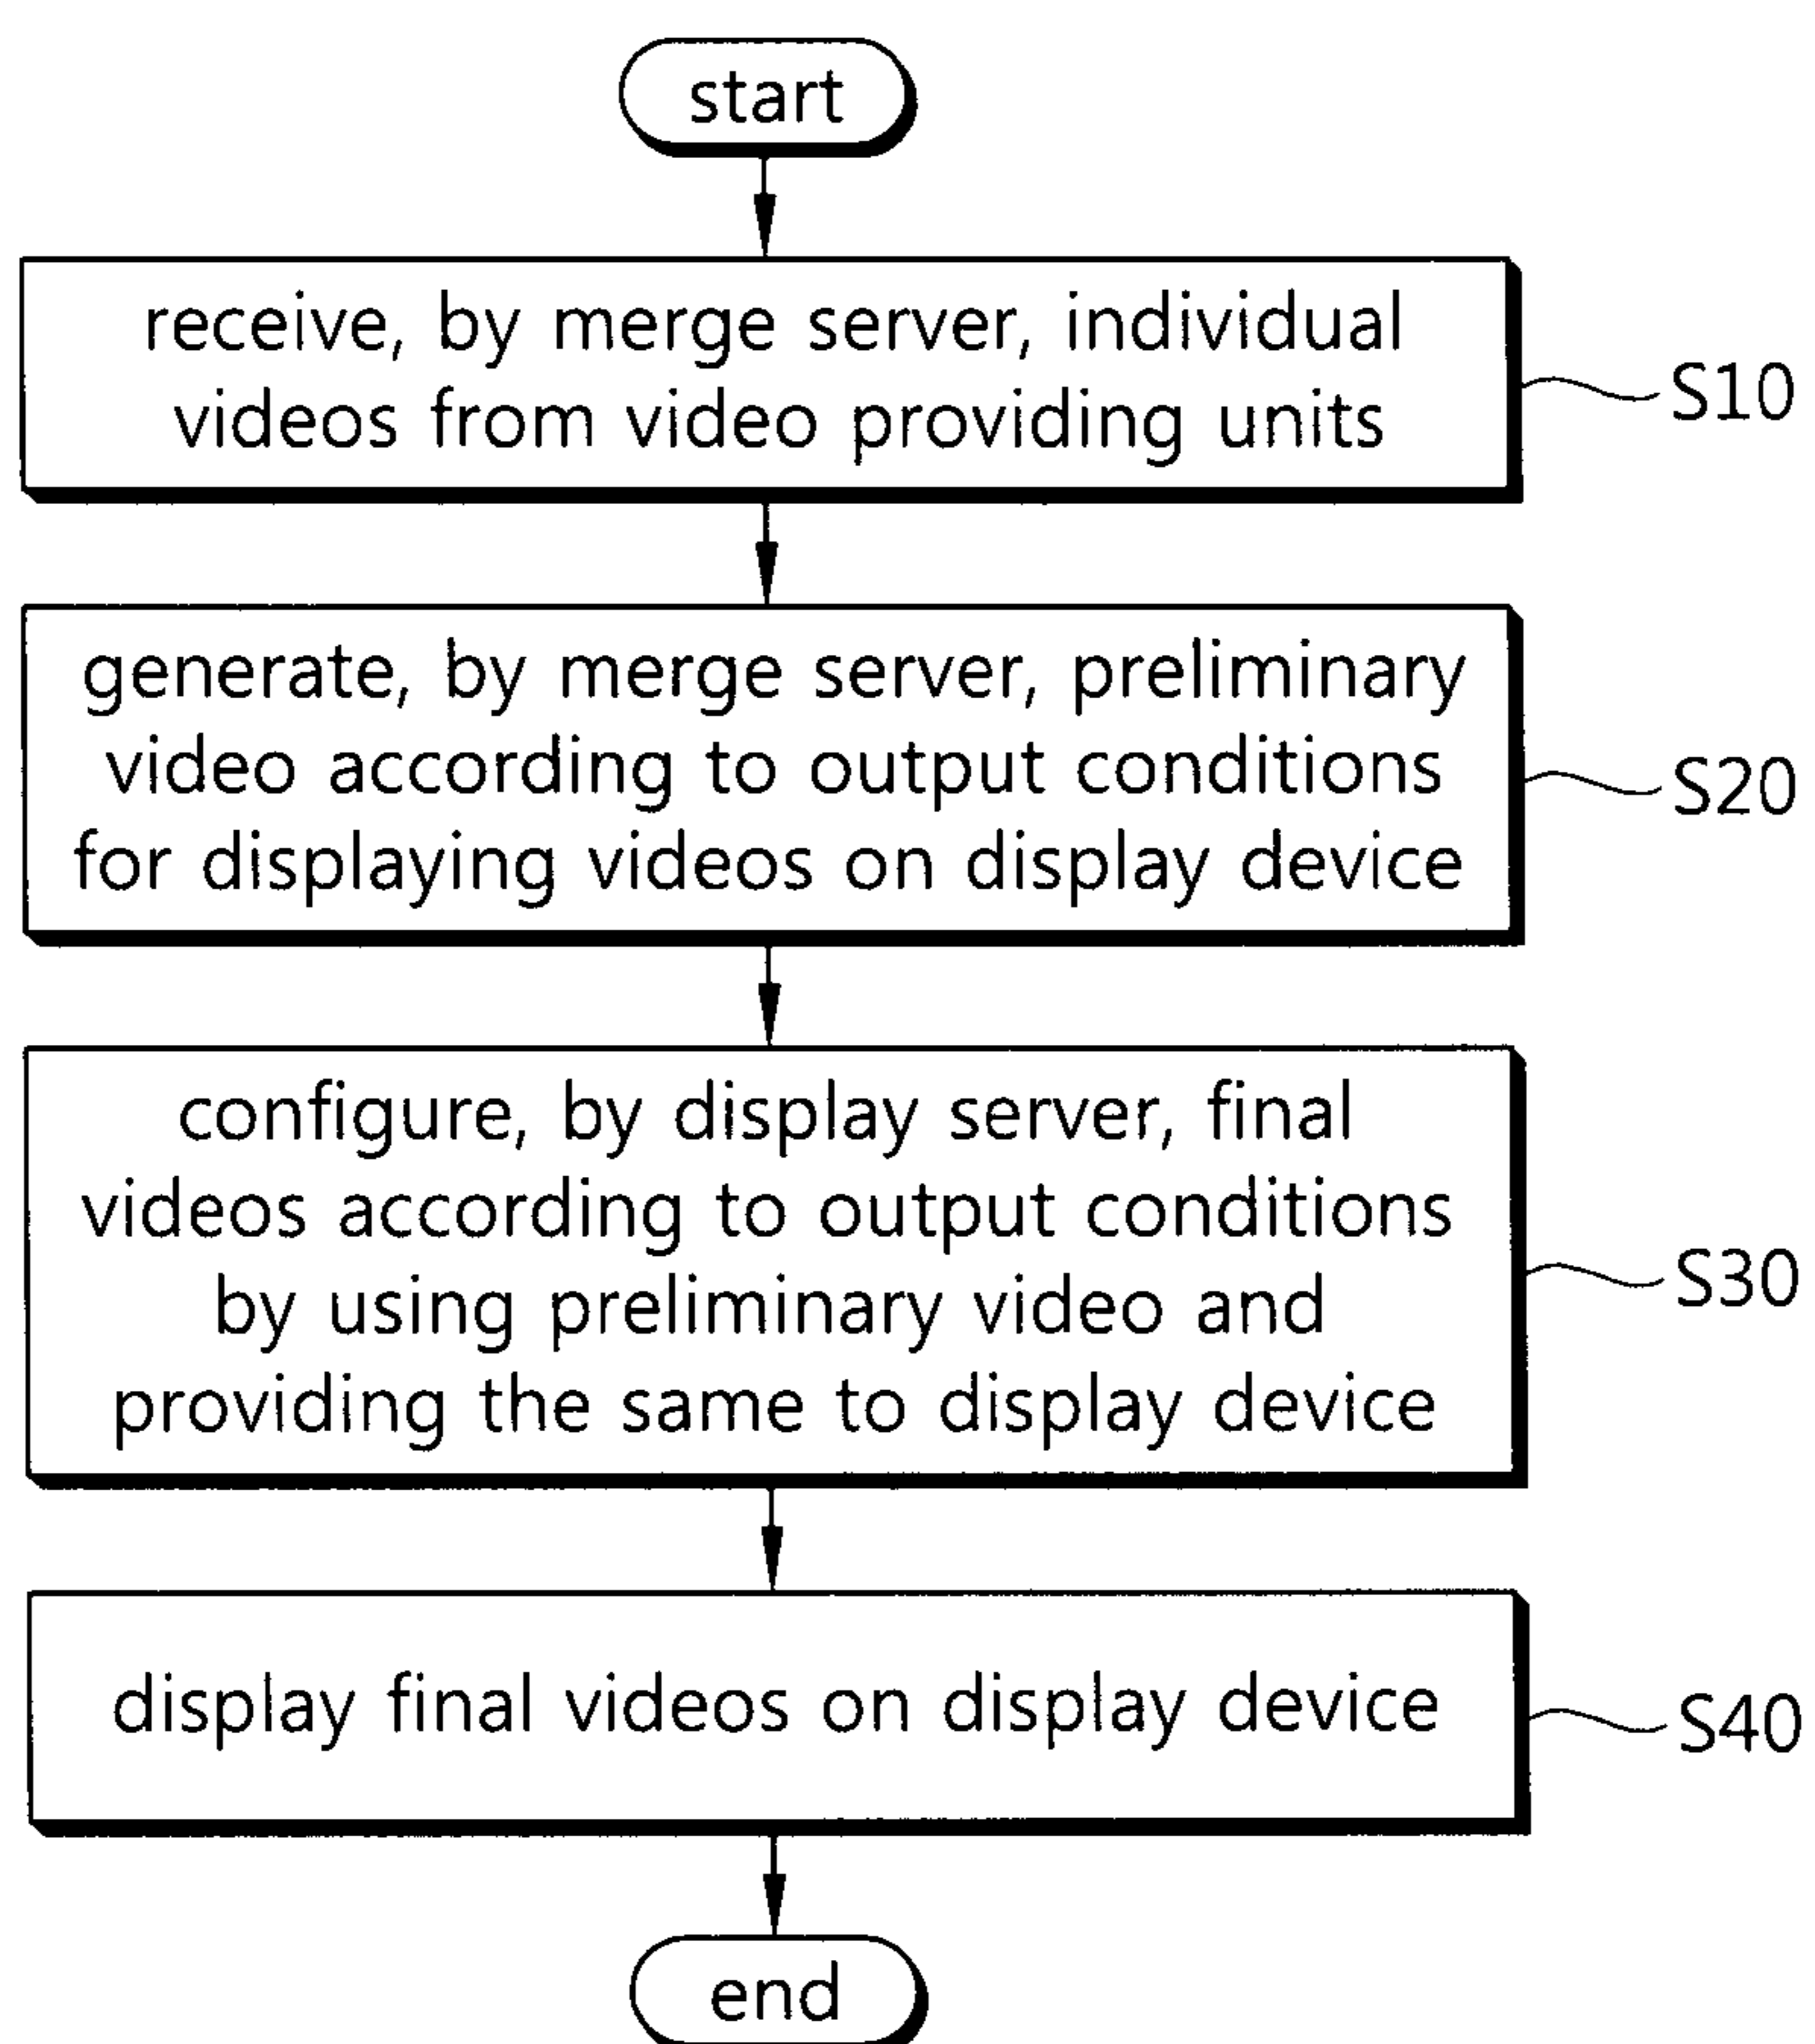 start
receive, by merge server, individual
videos from video providing units
S10
generate, by merge server, preliminary
video according to output conditions
for displaying videos on display device
S20
configure, by display server, final
videos according to output conditions
by using preliminary video and
providing the same to display device
S30
display final videos on display device
S40
end